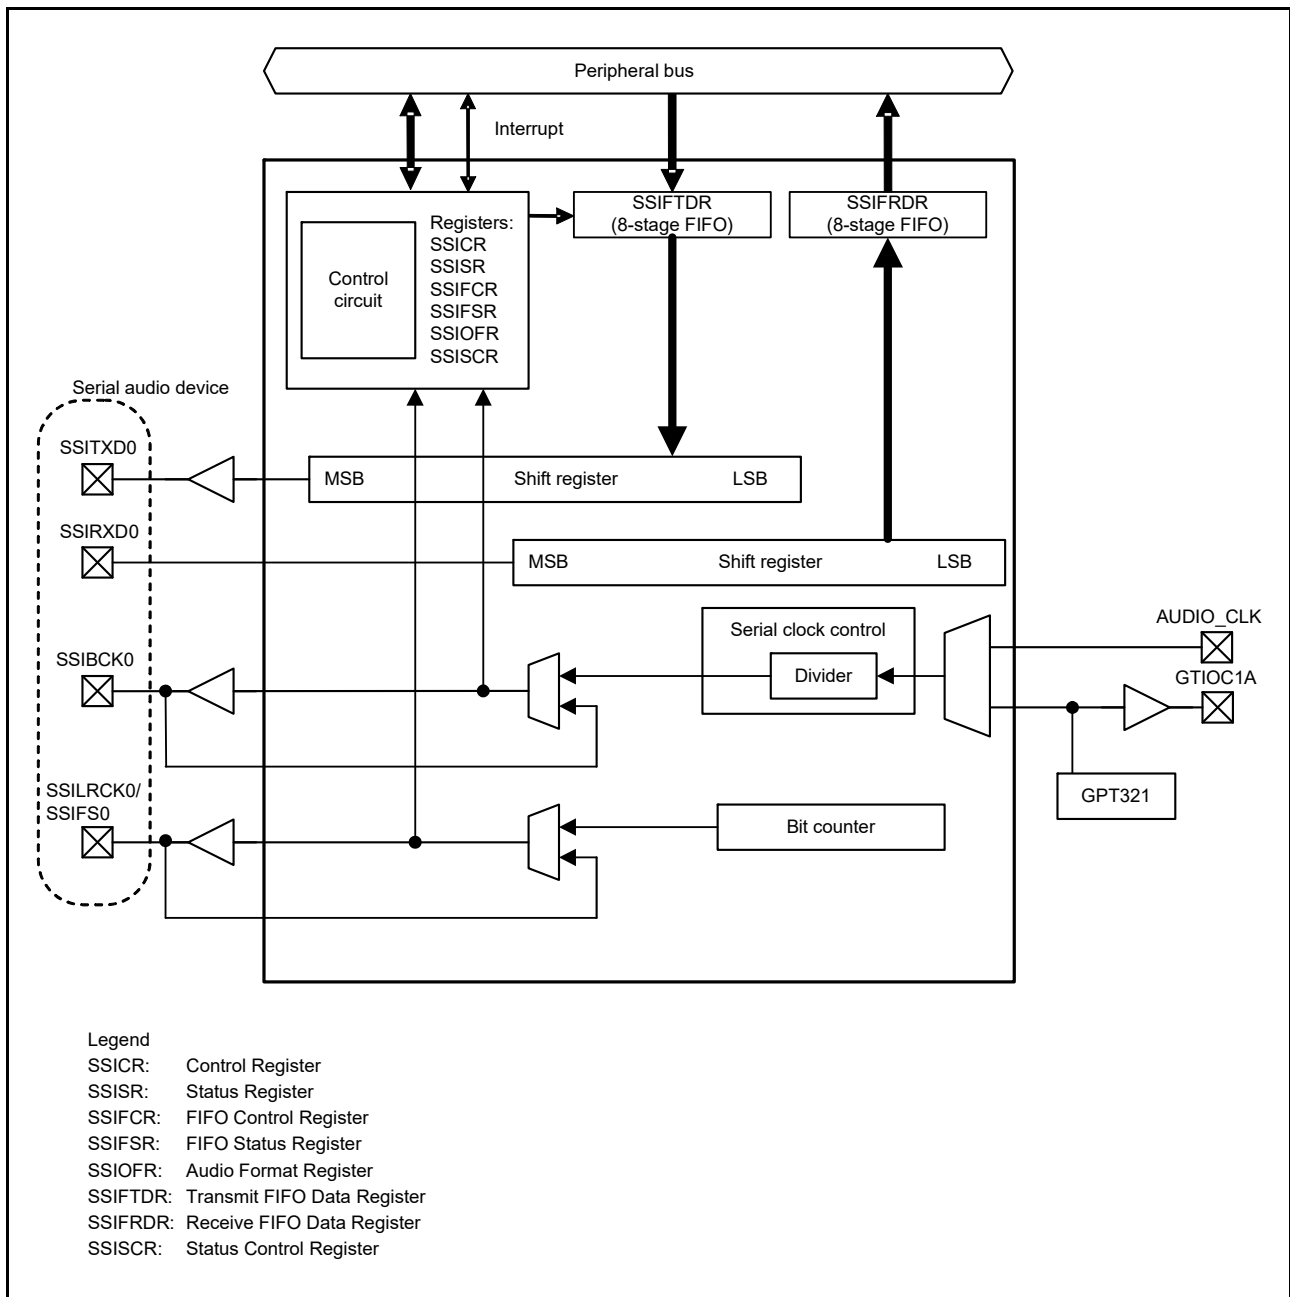 Peripheral bus
Interrupt
SSIFTDR
(8-stage FIFO)
SSIFRDR
(8-stage FIFO)
Control
circuit
Registers:
SSICR
SSISR
SSIFCR
SSIFSR
SSIOFR
SSISCR
Serial audio device
SSITXD0
MSB Shift register LSB
SSIRXD0
MSB Shift register LSB
Serial clock control
Divider
AUDIO_CLK
GTIOC1A
SSIBCK0
GPT321
SSILRCK0/
SSIFS0
Bit counter
Legend
SSICR: Control Register
SSISR: Status Register
SSIFCR: FIFO Control Register
SSIFSR: FIFO Status Register
SSIOFR: Audio Format Register
SSIFTDR: Transmit FIFO Data Register
SSIFRDR: Receive FIFO Data Register
SSISCR: Status Control Register